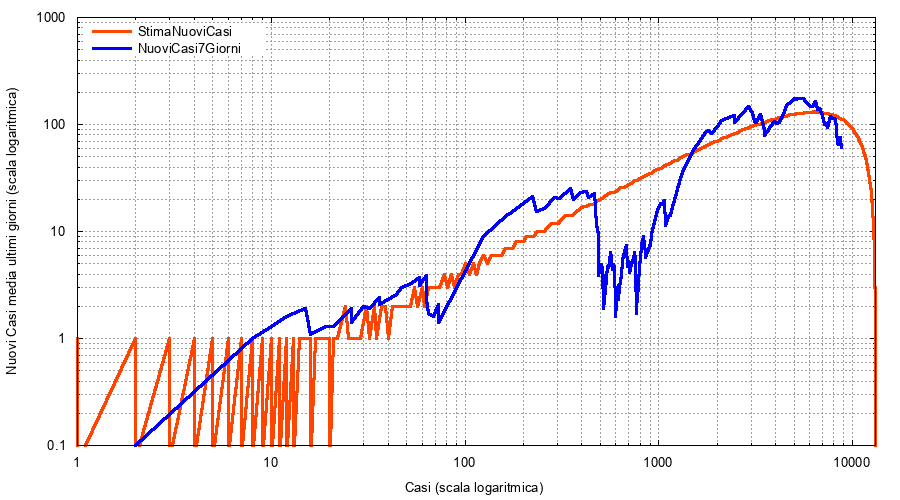 1000
100
10
1
0.1
StimaNuoviCasi
NuoviCasi7Giorni
Nuovi Casi media ultimi giorni (scala logaritmica)
1 10 100 1000 10000
Casi (scala logaritmica)